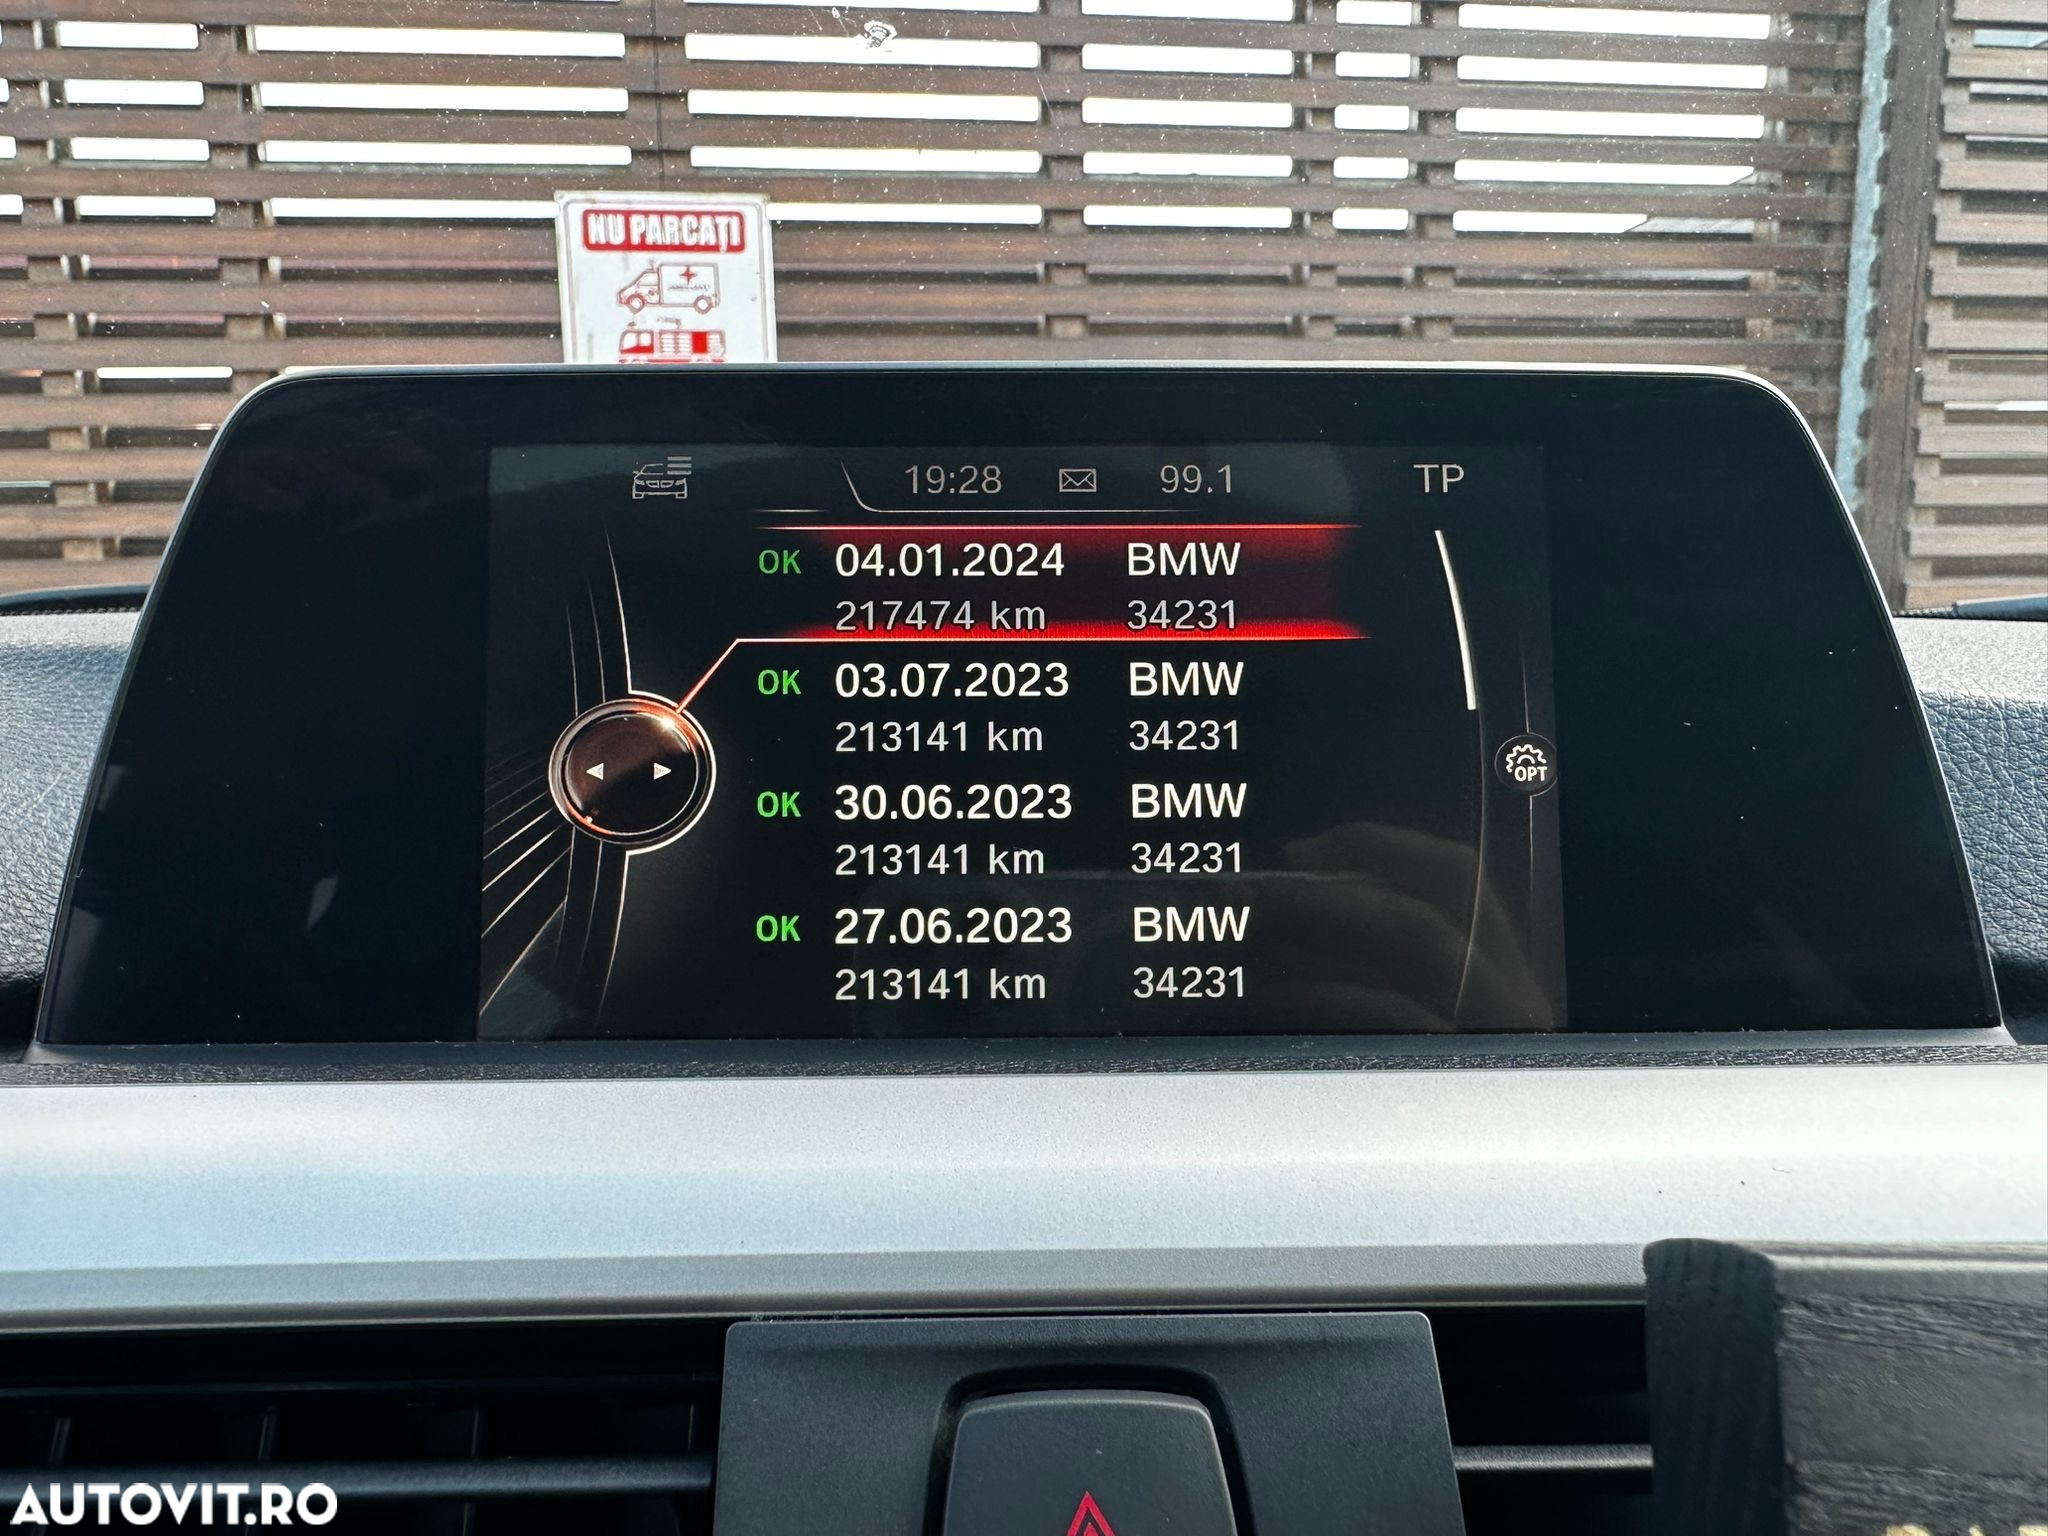 NU PARCAȚI
19:28 99.1 TP
OK 04.01.2024 BMW
217474 km 34231
OK 03.07.2023 BMW
213141 km 34231
OPT
OK 30.06.2023 BMW
213141 km 34231
OK 27.06.2023 BMW
213141 km 34231
AUTOVIT.RO